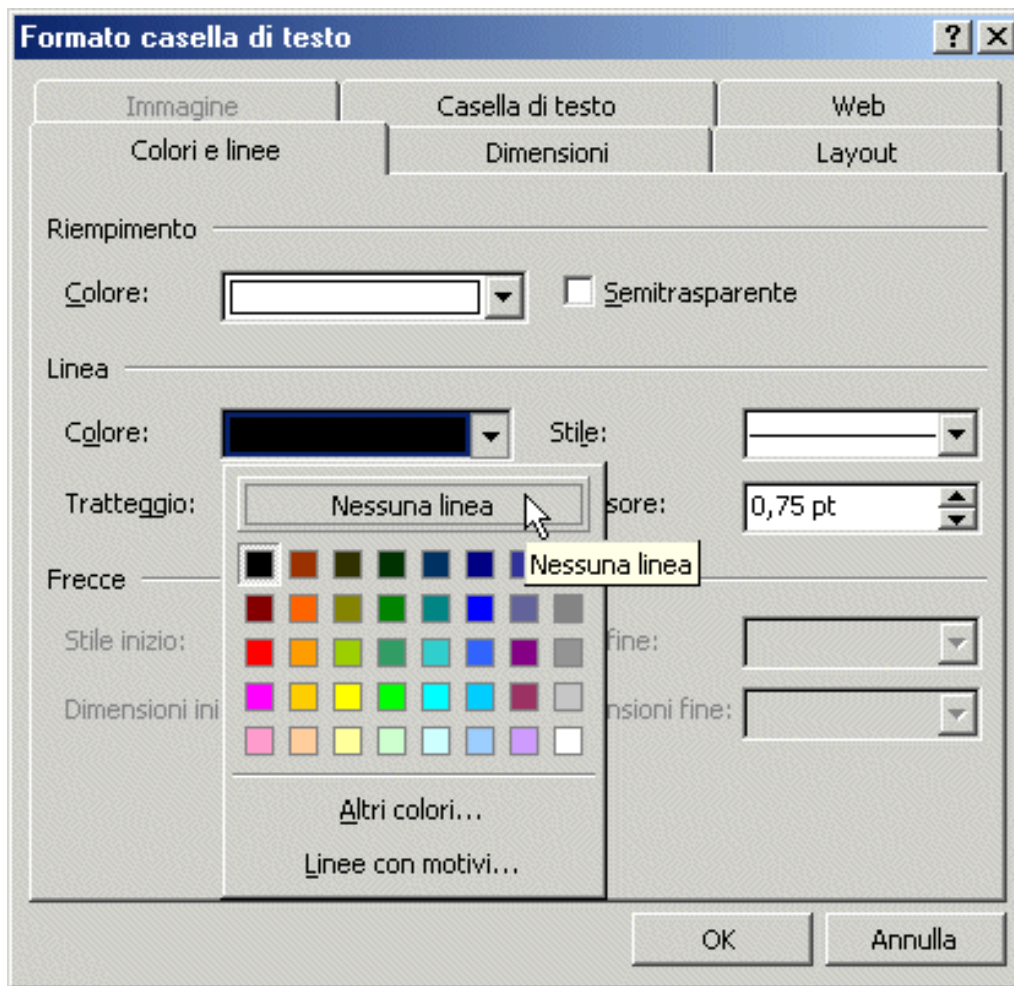 Formato casella di testo
Immagine Casella di testo Web
Colori e linee Dimensioni Layout
Riempimento
Colore: Semitrasparente
Linea
Colore: Stile:
Tratteggio: Nessuna linea sore: 0,75 pt
Nessuna linea
Frecce
Stile inizio: fine:
Dimensioni ini nsioni fine:
Altri colori...
Linee con motivi...
OK Annulla